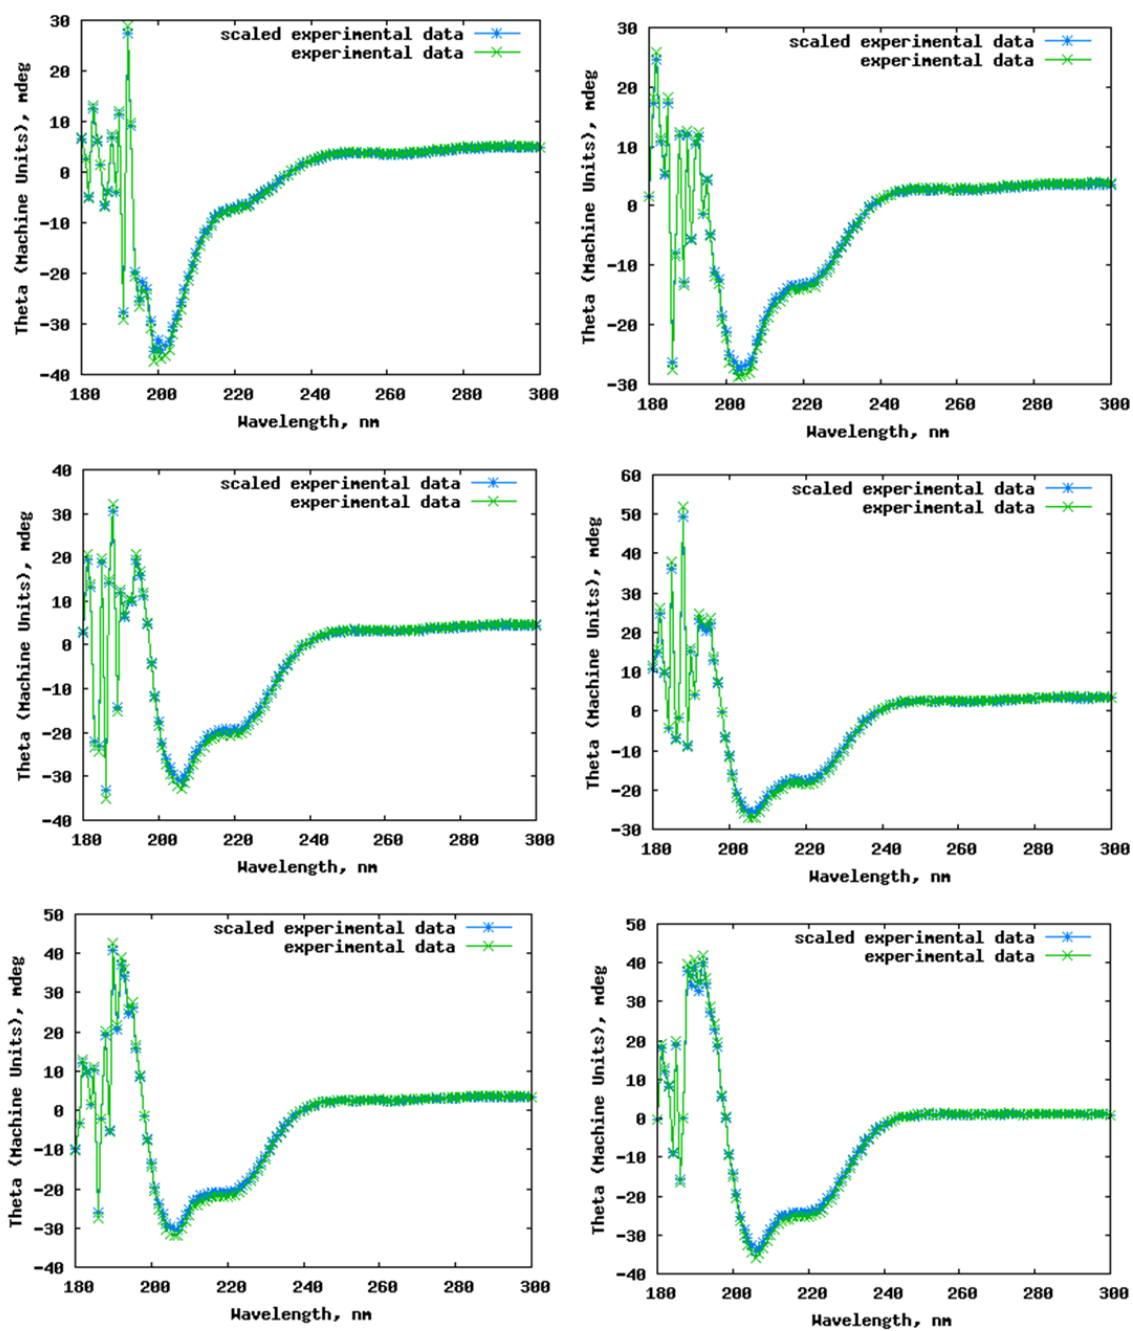 30
20
10
0
-10
-20
-30
-40
Theta (Machine Units), mdeg
scaled experimental data
experimental data
180 200 220 240 260 280 300
Wavelength, nm
30
20
10
0
-10
-20
-30
Theta (Machine Units), mdeg
scaled experimental data
experimental data
180 200 220 240 260 280 300
Wavelength, nm
40
30
20
10
0
-10
-20
-30
-40
Theta (Machine Units), mdeg
scaled experimental data
experimental data
180 200 220 240 260 280 300
Wavelength, nm
60
50
40
30
20
10
0
-10
-20
-30
Theta (Machine Units), mdeg
scaled experimental data
experimental data
180 200 220 240 260 280 300
Wavelength, nm
50
40
30
20
10
0
-10
-20
-30
-40
Theta (Machine Units), mdeg
scaled experimental data
experimental data
180 200 220 240 260 280 300
Wavelength, nm
50
40
30
20
10
0
-10
-20
-30
-40
Theta (Machine Units), mdeg
scaled experimental data
experimental data
180 200 220 240 260 280 300
Wavelength, nm